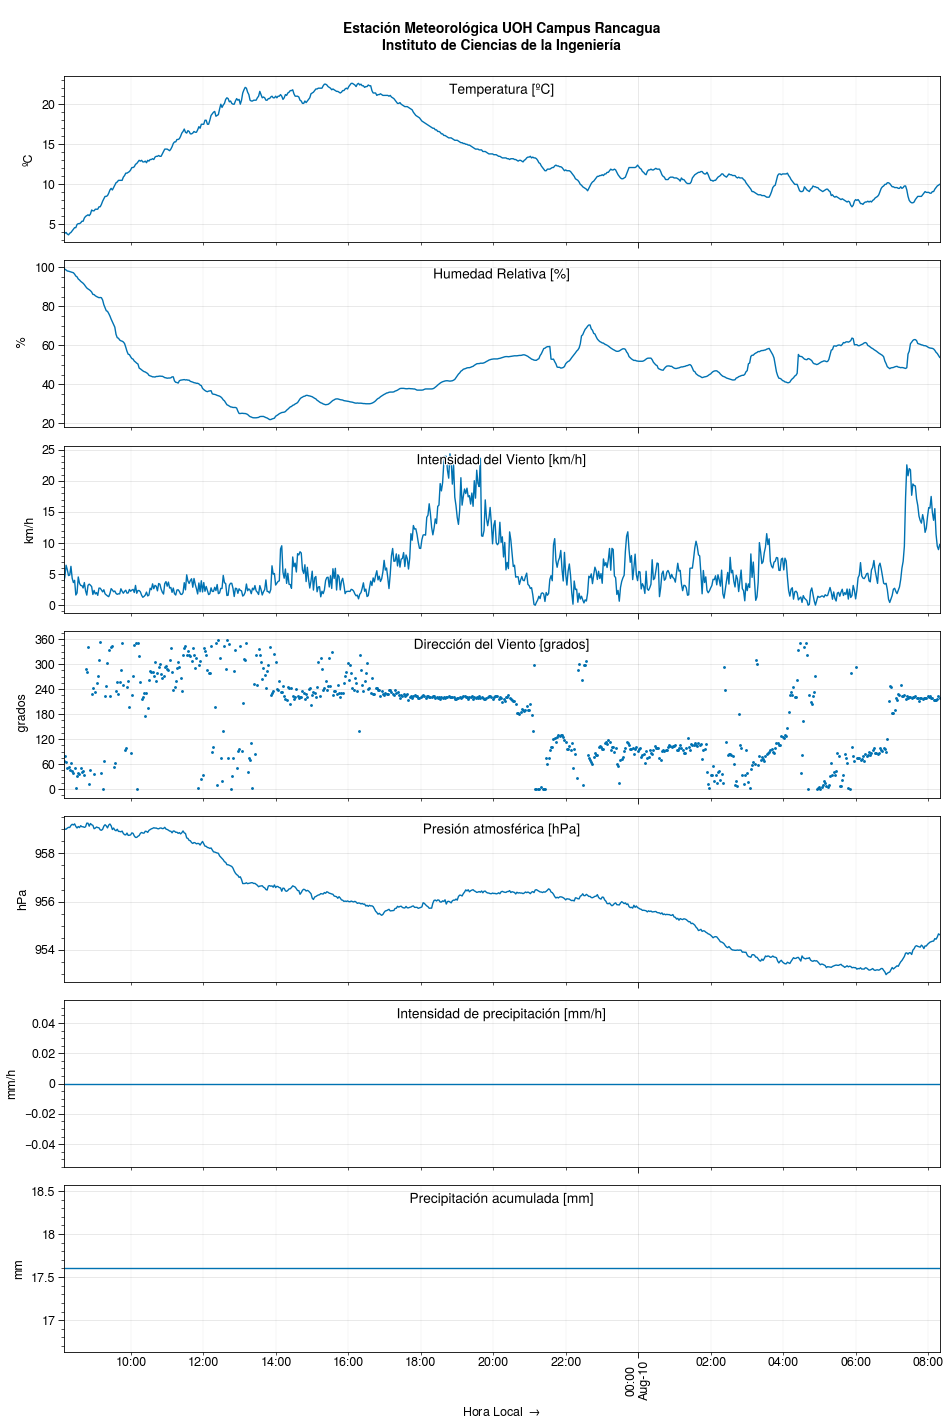 Estación Meteorológica UOH Campus Rancagua
Instituto de Ciencias de la Ingeniería
Temperatura [ºC]
ºC
20
15
10
5
Humedad Relativa [%]
%
100
80
60
40
20
Intensidad del Viento [km/h]
km/h
25
20
15
10
5
0
Dirección del Viento [grados]
grados
360
300
240
180
120
60
0
Presión atmosférica [hPa]
hPa
958
956
954
Intensidad de precipitación [mm/h]
mm/h
0.04
0.02
0
−0.02
−0.04
Precipitación acumulada [mm]
mm
18.5
18
17.5
17
10:00 12:00 14:00 16:00 18:00 20:00 22:00 00:00 02:00 04:00 06:00 08:00
Aug-10
Hora Local →